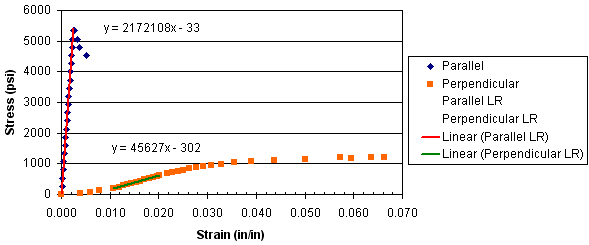 6000
y = 2172108x - 33
5000
4000
3000
2000
1000
0
Stress (psi)
y = 45627x - 302
0.000 0.010 0.020 0.030 0.040 0.050 0.060 0.070
Strain (in/in)
Parallel
Perpendicular
Parallel LR
Perpendicular LR
Linear (Parallel LR)
Linear (Perpendicular LR)